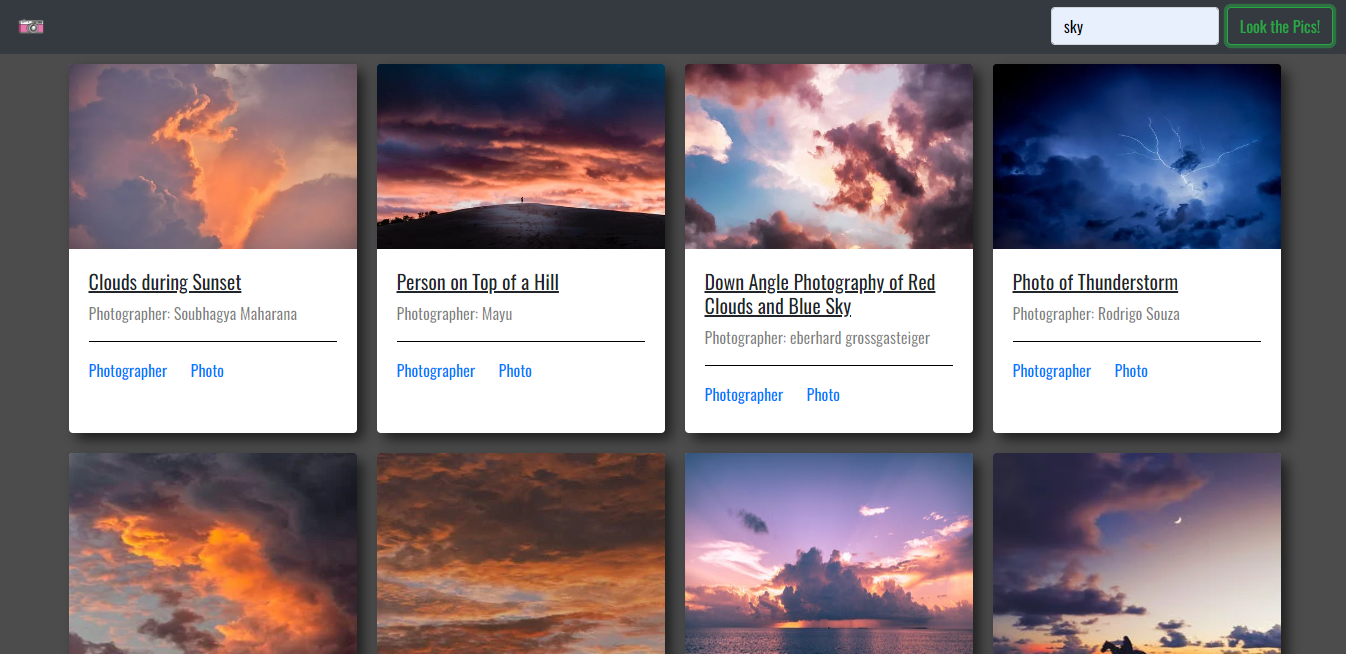 sky
Look the Pics!
Clouds during Sunset
Photographer: Soubhagya Maharana
Photographer Photo
Person on Top of a Hill
Photographer: Mayu
Photographer Photo
Down Angle Photography of Red
Clouds and Blue Sky
Photographer: eberhard grossgasteiger
Photographer Photo
Photo of Thunderstorm
Photographer: Rodrigo Souza
Photographer Photo